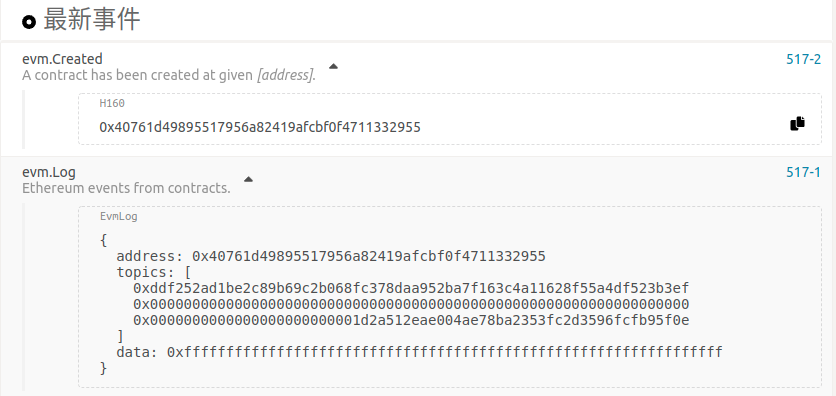 最新事件
evm.Created
517-2
A contract has been created at given [address].
H160
0x40761d49895517956a82419afcbf0f4711332955
evm.Log
517-1
Ethereum events from contracts.
EvmLog
{
address: 0x40761d49895517956a82419afcbf0f4711332955
topics: [
0xddf252ad1be2c89b69c2b068fc378daa952ba7f163c4a11628f55a4df523b3ef
0x0000000000000000000000000000000000000000000000000000000000000000
0x0000000000000000000000001d2a512eae004ae78ba2353fc2d3596fcfb95f0e
]
data: 0xffffffffffffffffffffffffffffffffffffffffffffffffffffffffffffffff
}